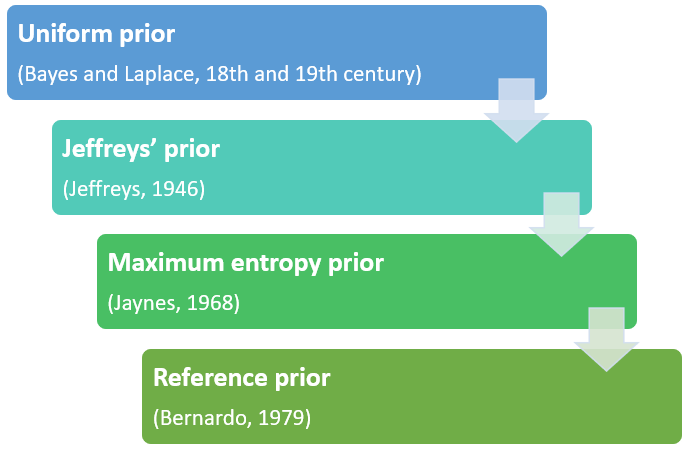 Uniform prior
(Bayes and Laplace, 18th and 19th century)
Jeffreys’ prior
(Jeffreys, 1946)
Maximum entropy prior
(Jaynes, 1968)
Reference prior
(Bernardo, 1979)